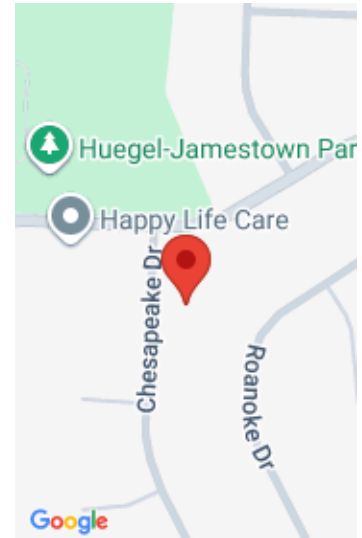 Huegel-Jamestown Par
Happy Life Care
Chesapeake Dr
Roanoke Dr
Google